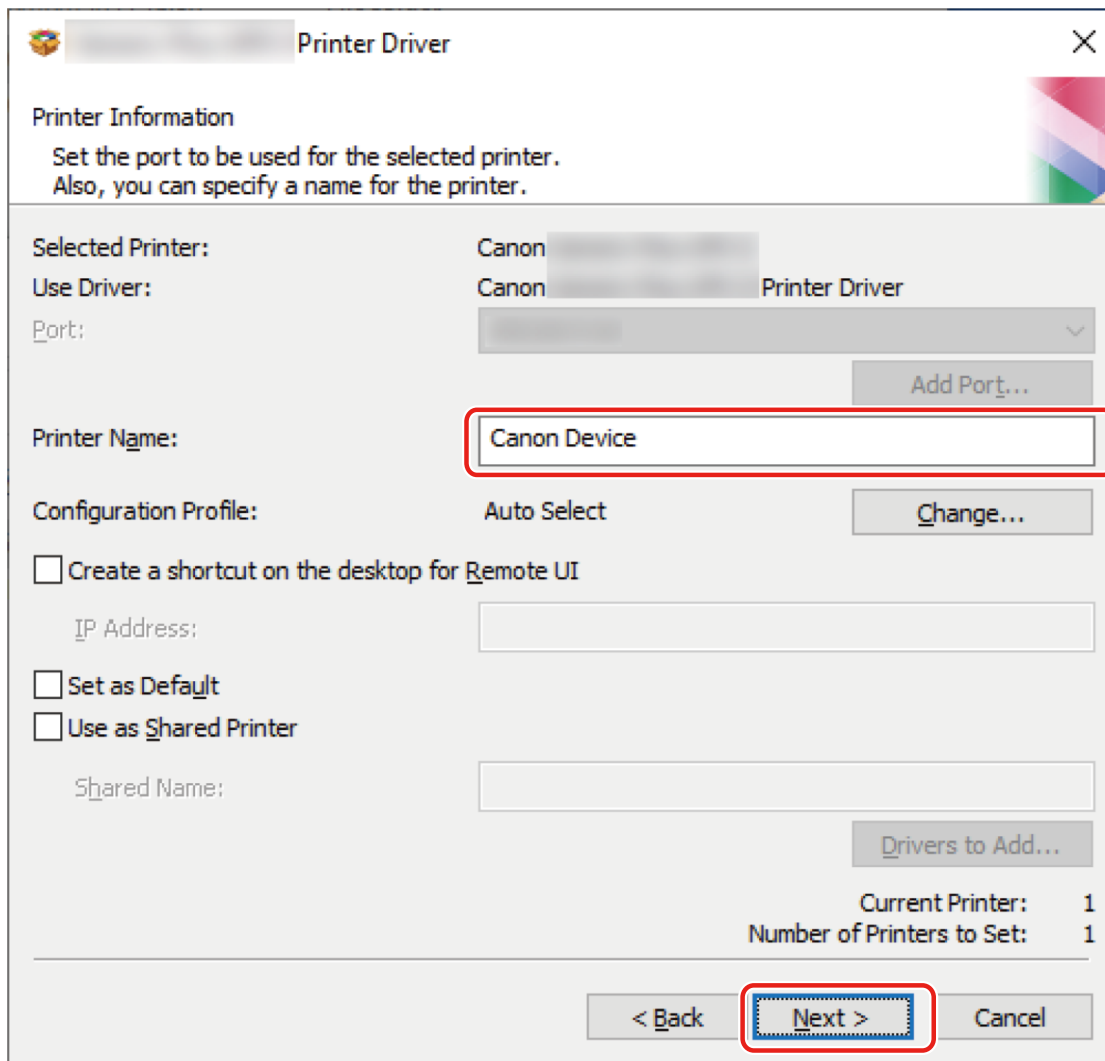 Printer Driver
Printer Information
Set the port to be used for the selected printer.
Also, you can specify a name for the printer.
Selected Printer: Canon
Use Driver: Canon Printer Driver
Port:
Add Port...
Printer Name: Canon Device
Configuration Profile: Auto Select Change...
Create a shortcut on the desktop for Remote UI
IP Address:
Set as Default
Use as Shared Printer
Shared Name:
Drivers to Add...
Current Printer: 1
Number of Printers to Set: 1
< Back Next > Cancel